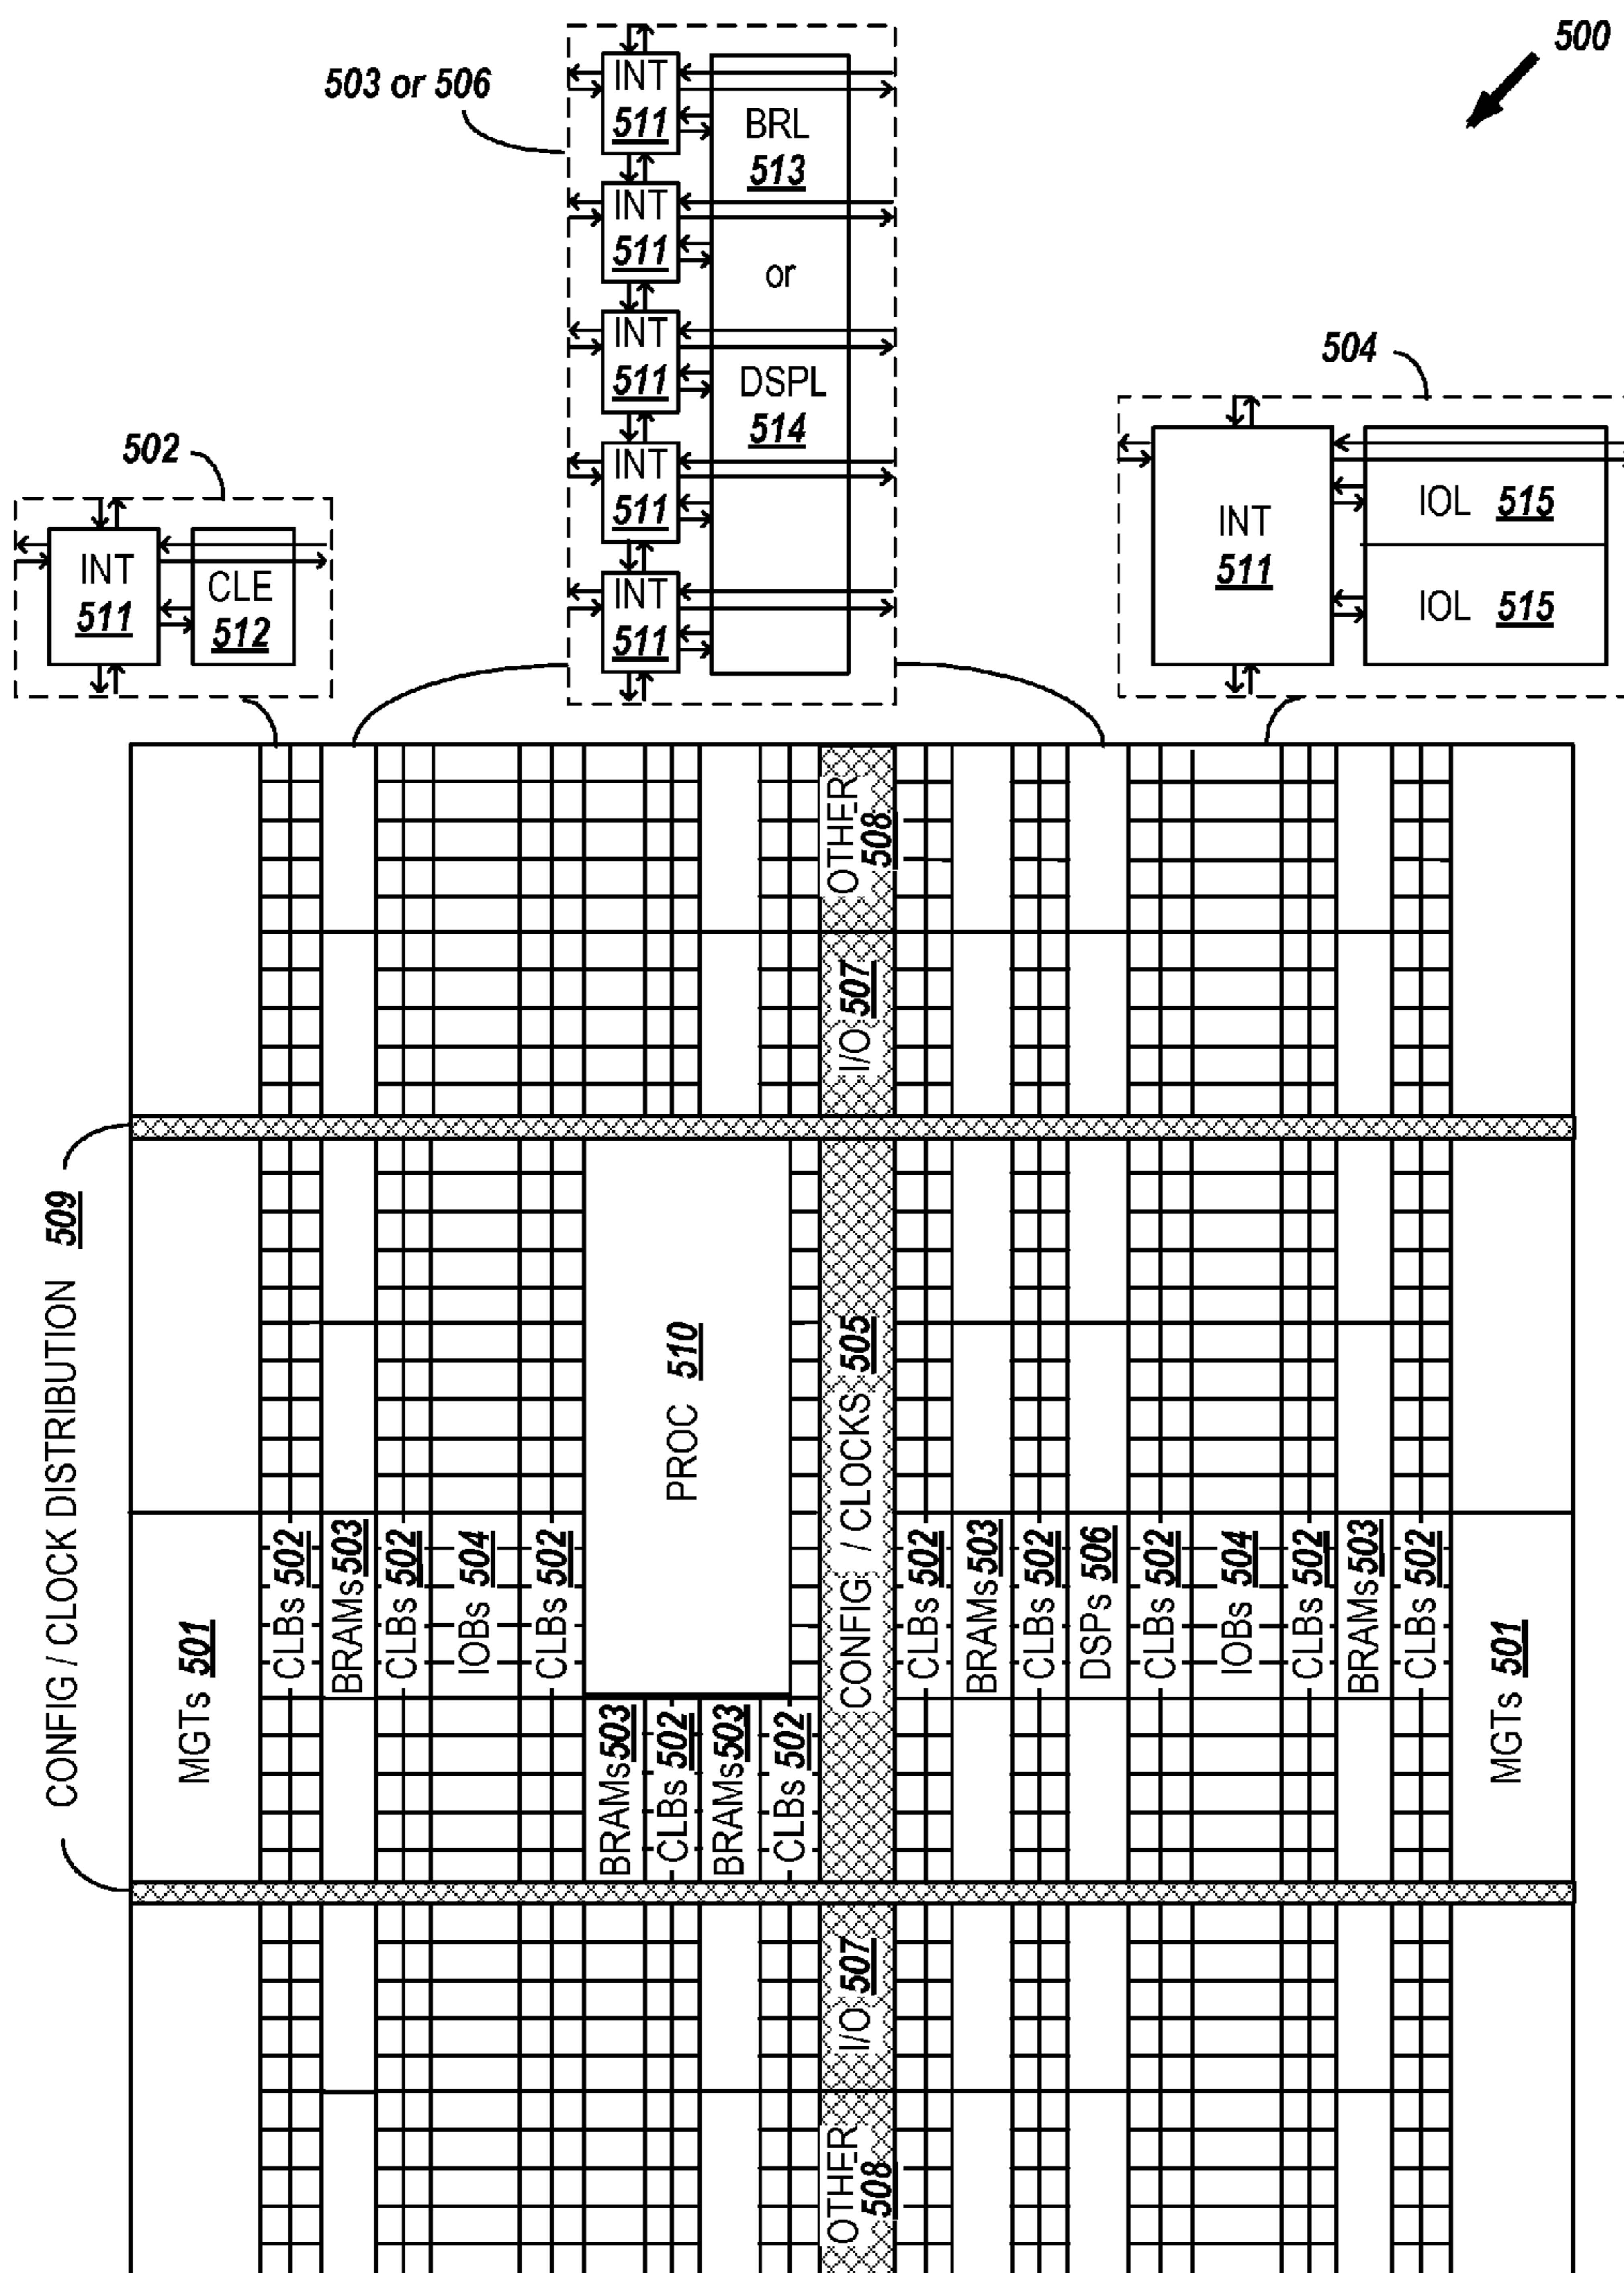 500
503 or 506
INT
511
INT
511
INT
511
INT
511
INT
511
BRL
513
or
DSPL
514
504
INT
511
IOL 515
IOL 515
502
INT
511
CLE
512
OTHER
508
I/O 507
CONFIG / CLOCK DISTRIBUTION 509
PROC 510
CONFIG / CLOCKS 505
MGTs 501
CLBs 502
BRAMs 503
CLBs 502
IOBs 504
CLBs 502
BRAMs 503
CLBs 502
BRAMs 503
CLBs 502
CLBs 502
BRAMs 503
CLBs 502
DSPs 506
CLBs 502
IOBs 504
CLBs 502
BRAMs 503
CLBs 502
MGTs 501
I/O 507
OTHER
508